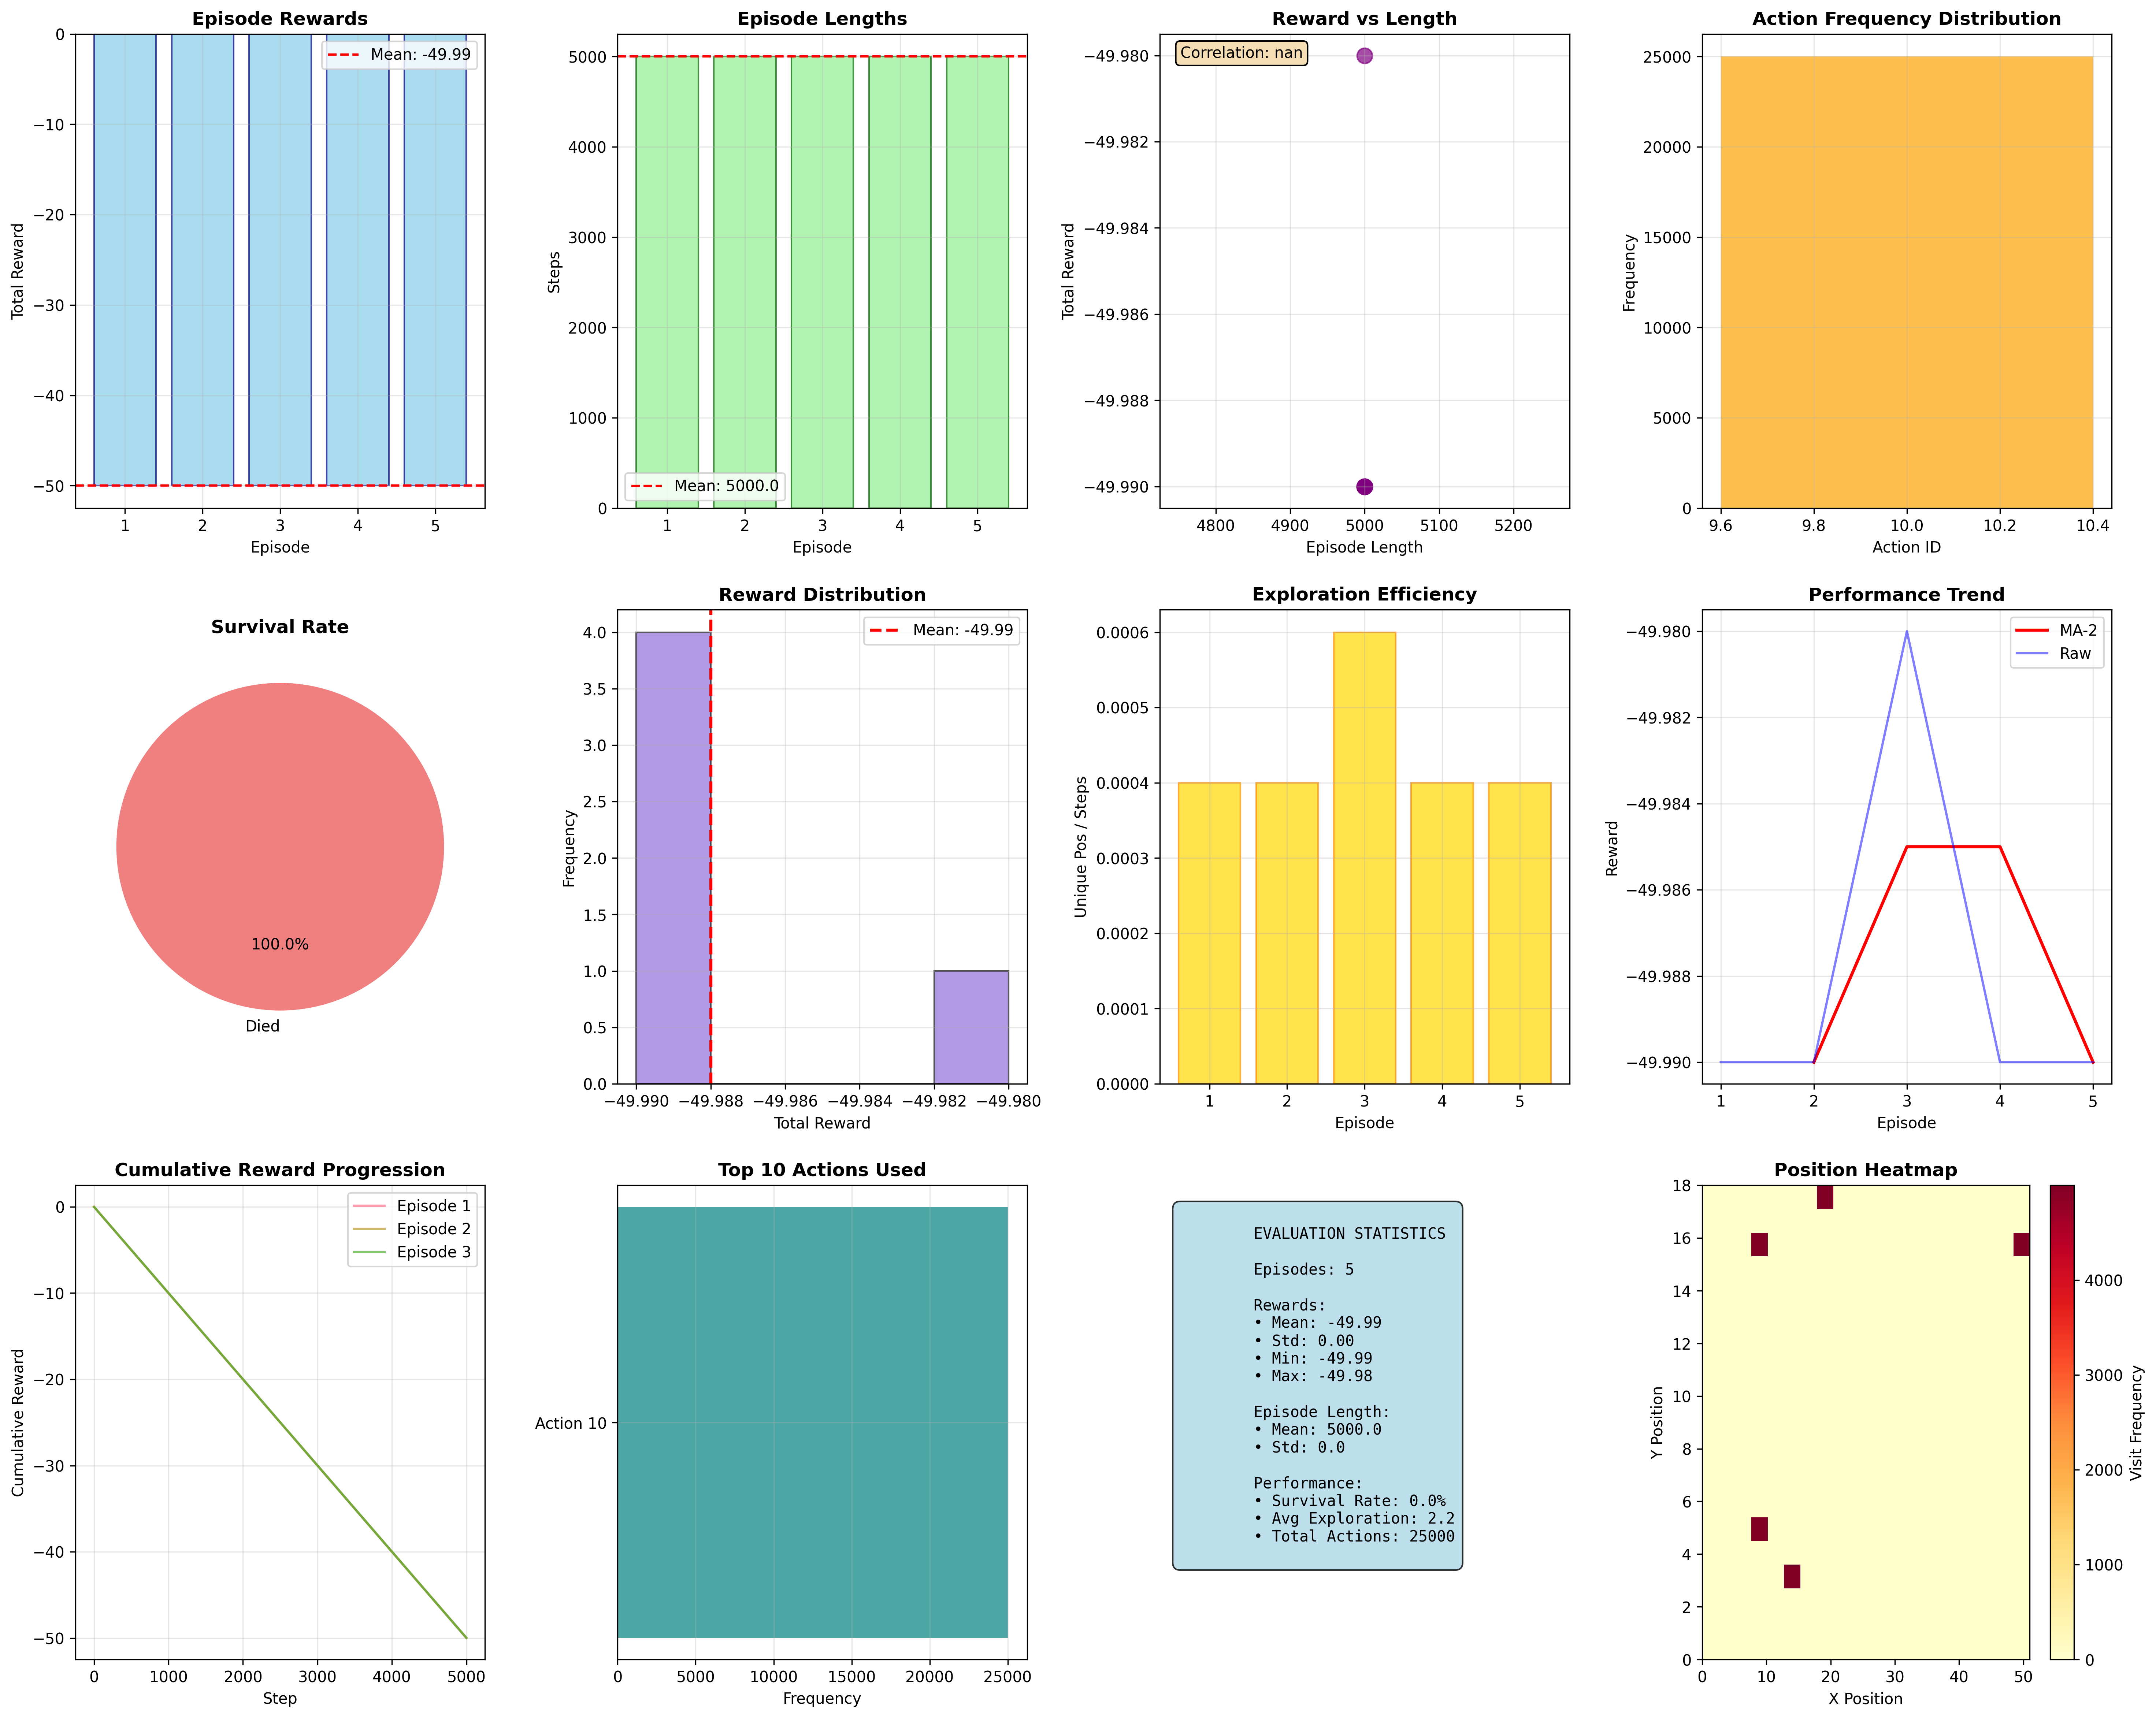 Episode Rewards
0
−10
−20
−30
−40
−50
Total Reward
Mean: -49.99
1 2 3 4 5
Episode
Episode Lengths
5000
4000
3000
2000
1000
0
Steps
Mean: 5000.0
1 2 3 4 5
Episode
Reward vs Length
−49.980
−49.982
−49.984
−49.986
−49.988
−49.990
Total Reward
Correlation: nan
4800 4900 5000 5100 5200
Episode Length
Action Frequency Distribution
25000
20000
15000
10000
5000
0
Frequency
9.6 9.8 10.0 10.2 10.4
Action ID
Survival Rate
100.0%
Died
Reward Distribution
4.0
3.5
3.0
2.5
2.0
1.5
1.0
0.5
0.0
Frequency
Mean: -49.99
−49.990 −49.988 −49.986 −49.984 −49.982 −49.980
Total Reward
Exploration Efficiency
0.0006
0.0005
0.0004
0.0003
0.0002
0.0001
0.0000
Unique Pos / Steps
1 2 3 4 5
Episode
Performance Trend
−49.980
−49.982
−49.984
−49.986
−49.988
−49.990
Reward
MA-2
Raw
1 2 3 4 5
Episode
Cumulative Reward Progression
0
−10
−20
−30
−40
−50
Cumulative Reward
Episode 1
Episode 2
Episode 3
0 1000 2000 3000 4000 5000
Step
Top 10 Actions Used
Action 10
0 5000 10000 15000 20000 25000
Frequency
EVALUATION STATISTICS
Episodes: 5
Rewards:
• Mean: -49.99
• Std: 0.00
• Min: -49.99
• Max: -49.98
Episode Length:
• Mean: 5000.0
• Std: 0.0
Performance:
• Survival Rate: 0.0%
• Avg Exploration: 2.2
• Total Actions: 25000
Position Heatmap
18
16
14
12
10
8
6
4
2
0
Y Position
0 10 20 30 40 50
X Position
4000
3000
2000
1000
0
Visit Frequency